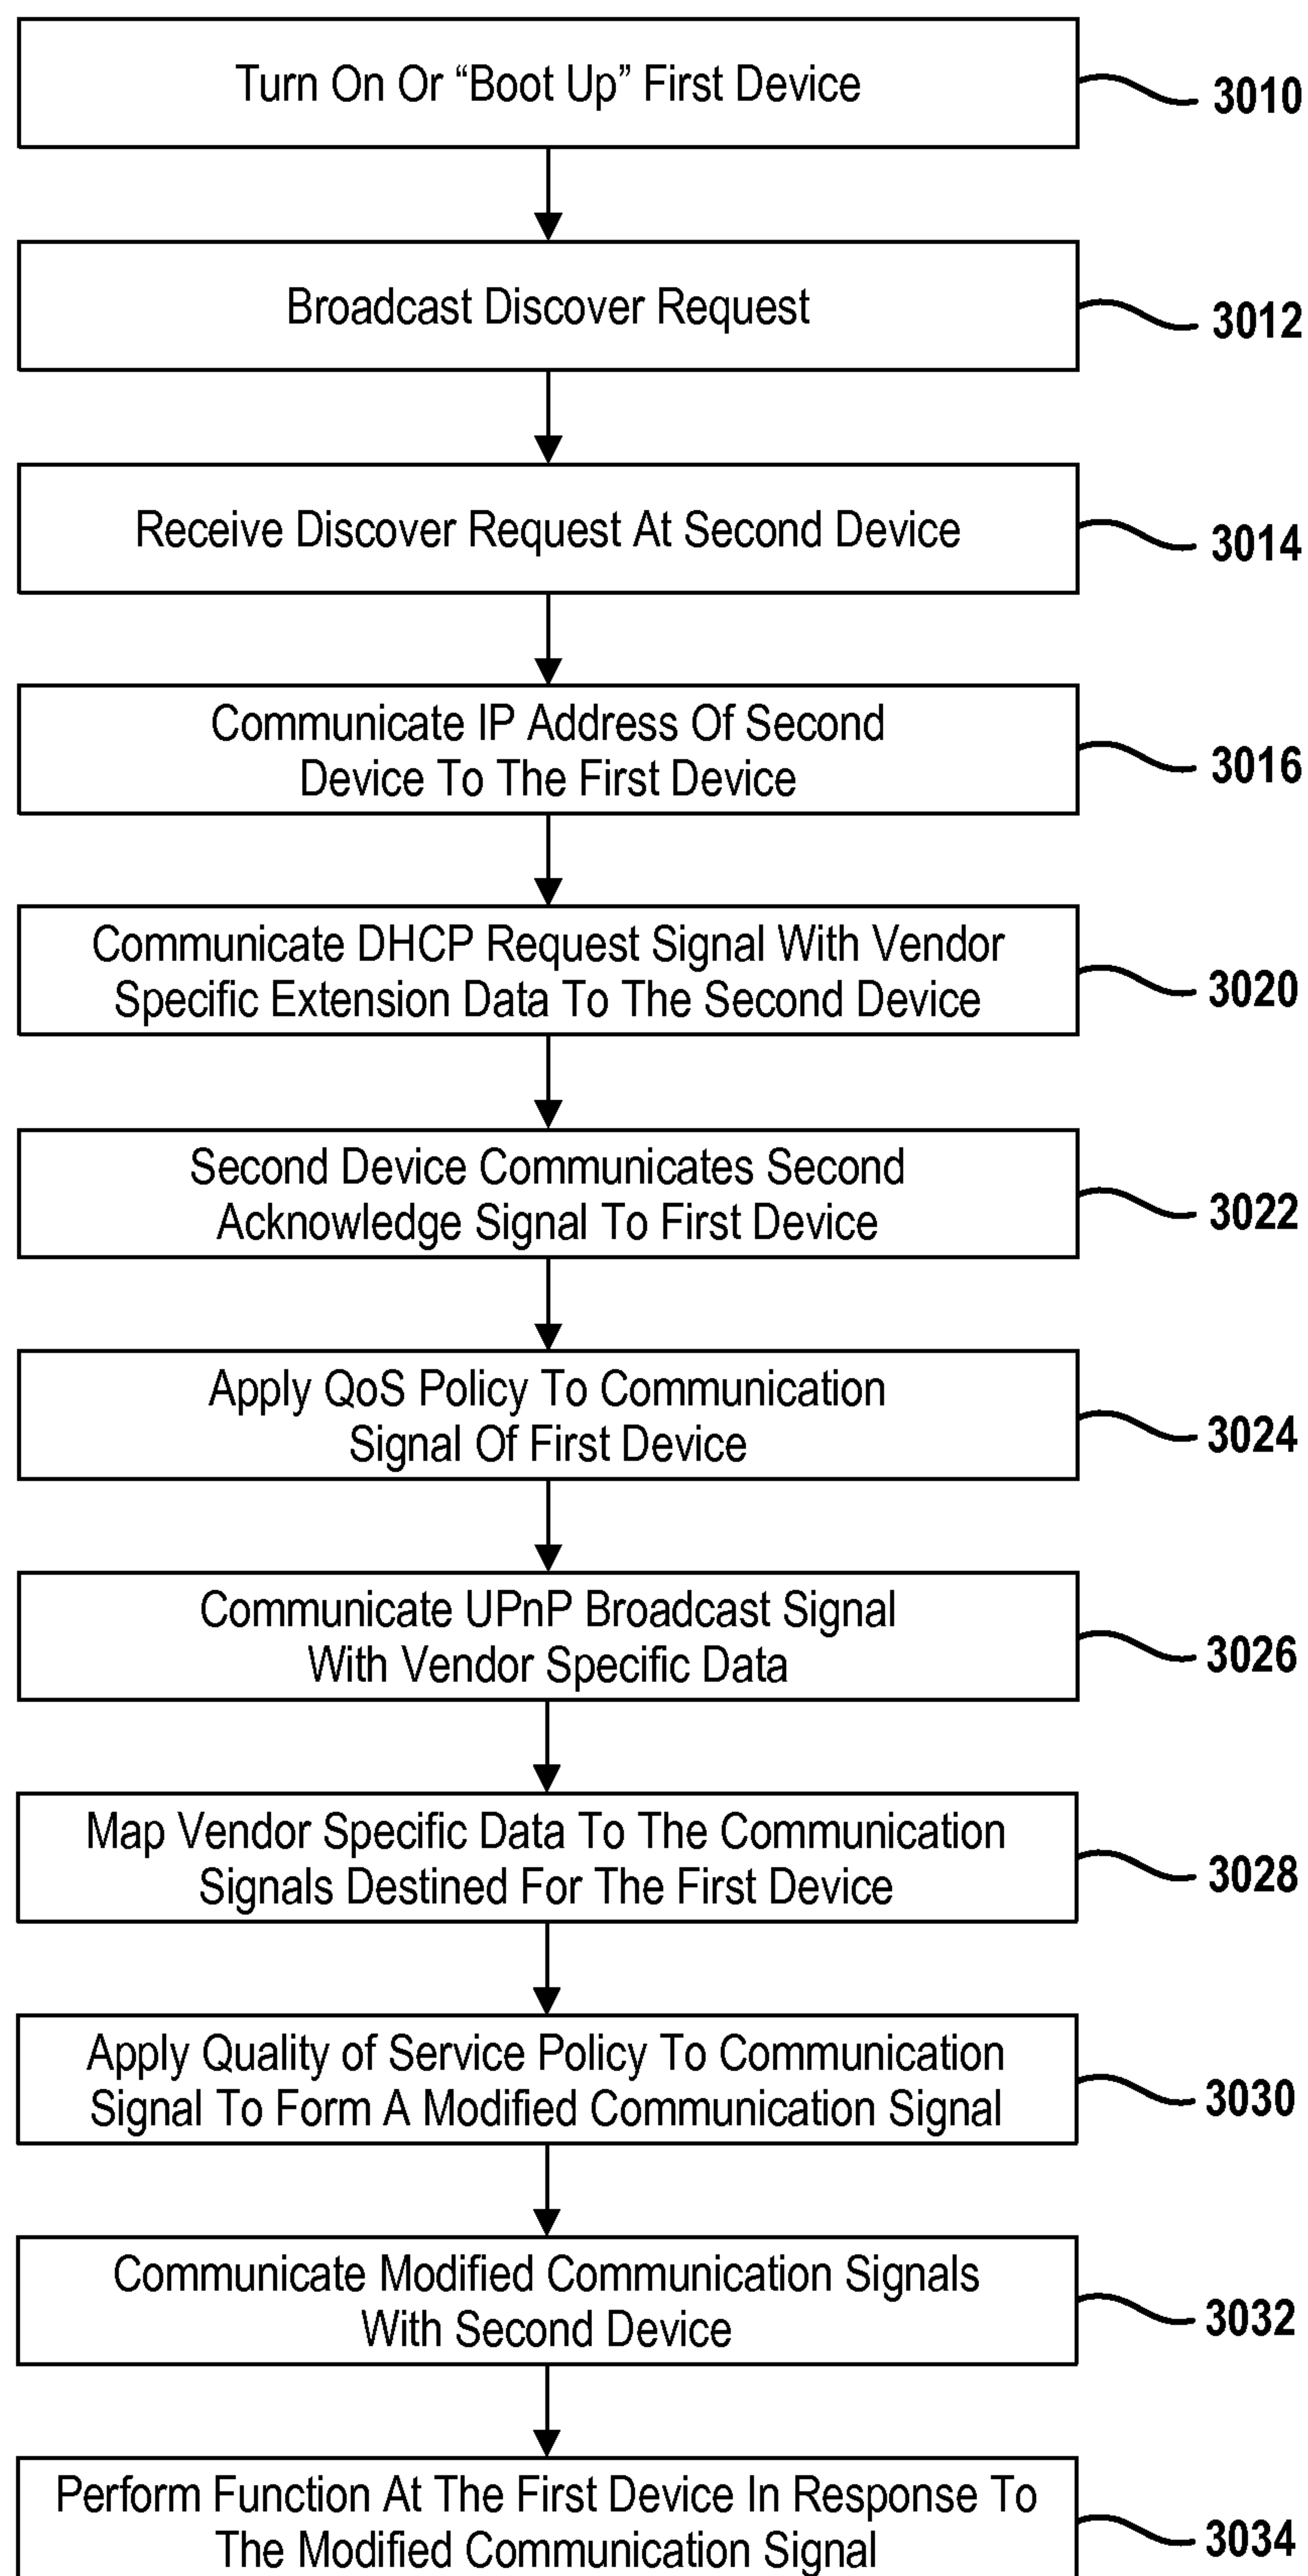 Turn On Or “Boot Up” First Device
3010
Broadcast Discover Request
3012
Receive Discover Request At Second Device
3014
Communicate IP Address Of Second
Device To The First Device
3016
Communicate DHCP Request Signal With Vendor
Specific Extension Data To The Second Device
3020
Second Device Communicates Second
Acknowledge Signal To First Device
3022
Apply QoS Policy To Communication
Signal Of First Device
3024
Communicate UPnP Broadcast Signal
With Vendor Specific Data
3026
Map Vendor Specific Data To The Communication
Signals Destined For The First Device
3028
Apply Quality of Service Policy To Communication
Signal To Form A Modified Communication Signal
3030
Communicate Modified Communication Signals
With Second Device
3032
Perform Function At The First Device In Response To
The Modified Communication Signal
3034